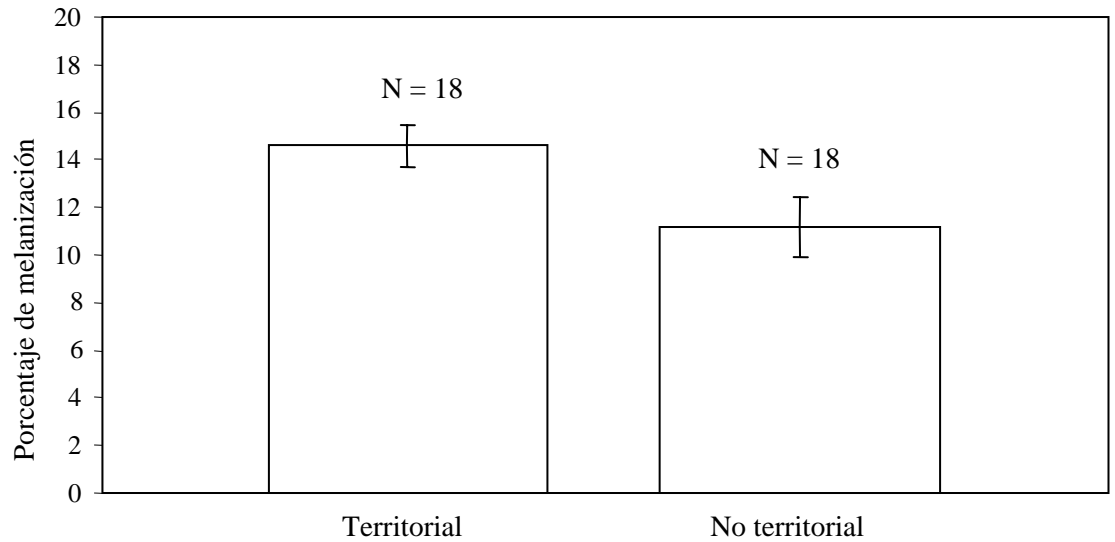 20
18
16
14
12
10
8
6
4
2
0
Porcentaje de melanización
N = 18
N = 18
Territorial
No territorial